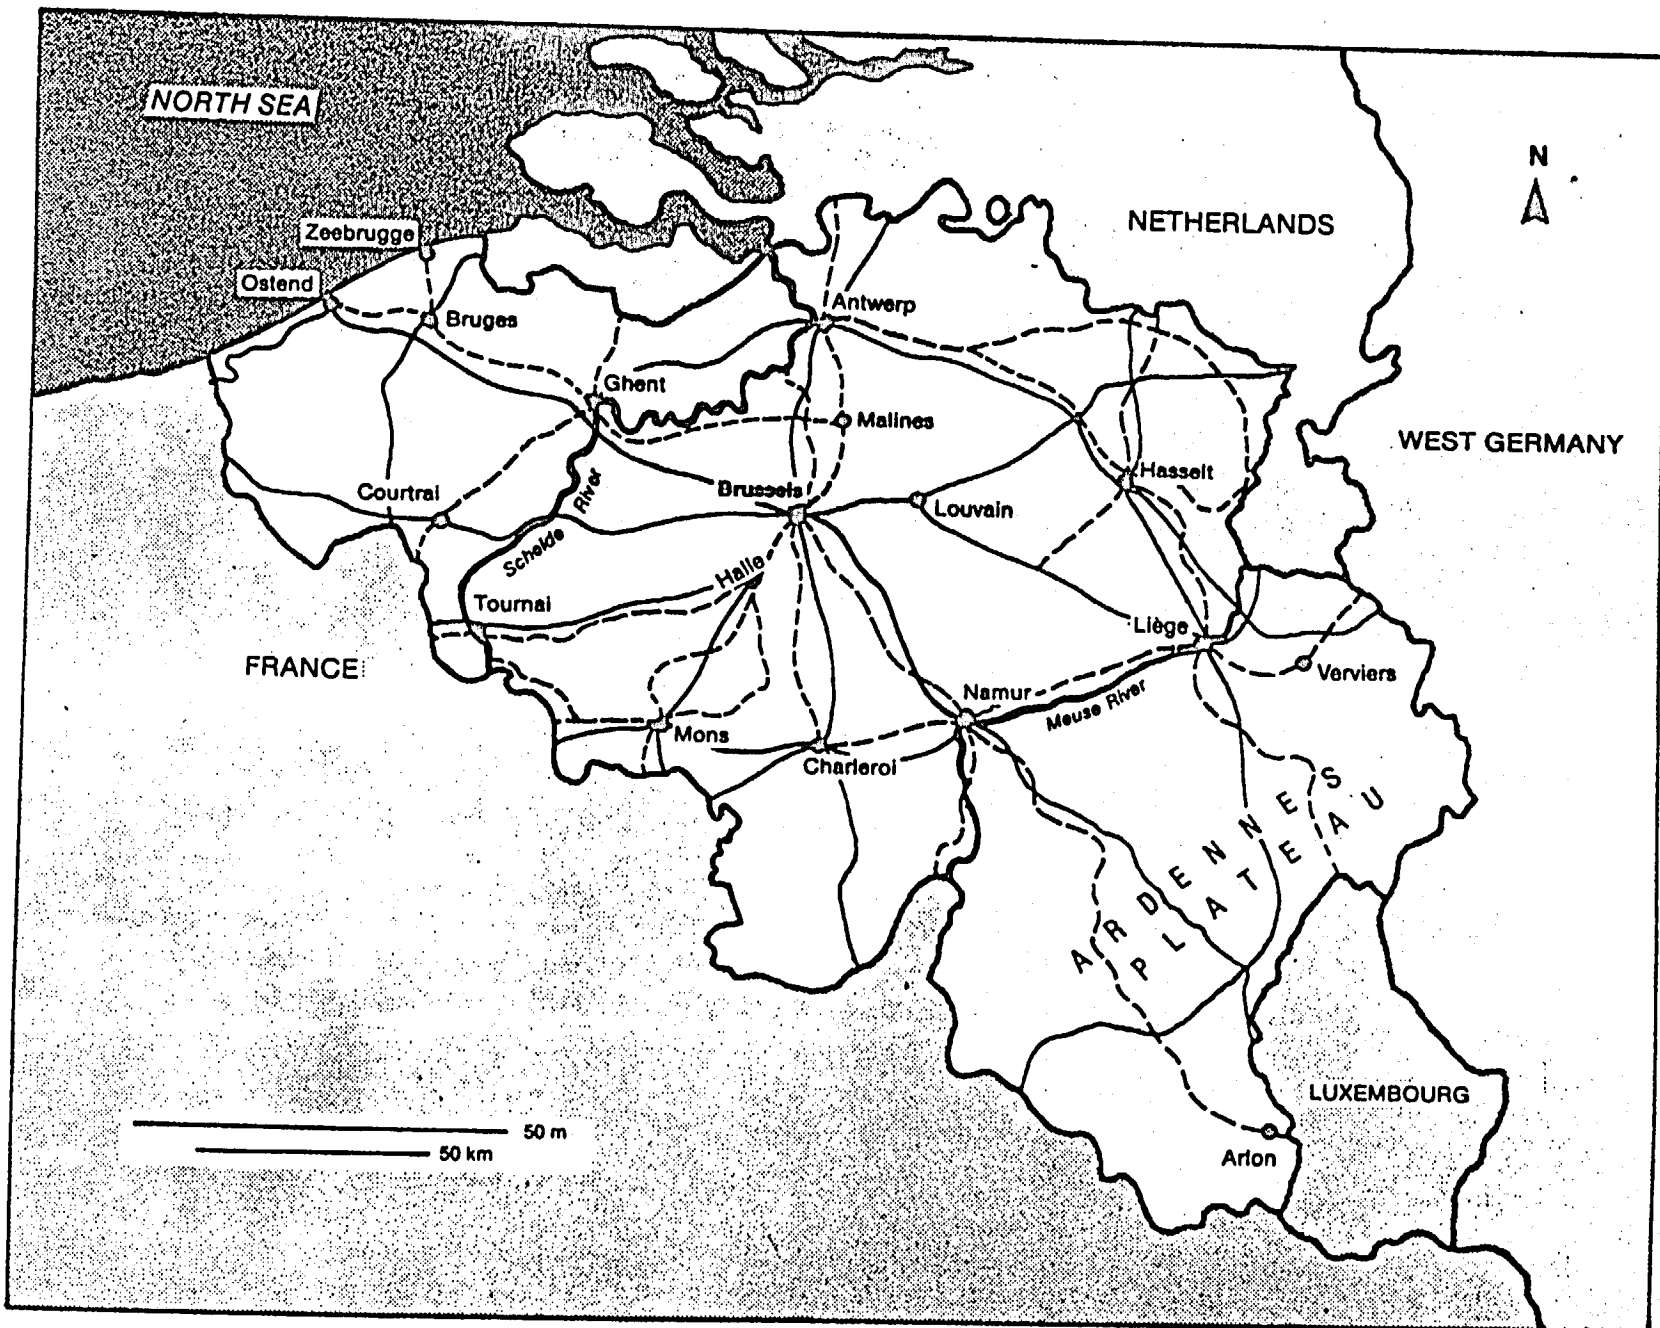 NORTH SEA
N
NETHERLANDS
Zeebrugge
Ostend
Bruges
Antwerp
Ghent
Malines
WEST GERMANY
Hasselt
Courtrai
Brussels
Louvain
Schelde River
Halle
Tournai
Liège
FRANCE
Verviers
Namur
Meuse River
Mons
Charleroi
ARDENNES
PLATEAU
LUXEMBOURG
50 m
50 km
Arlon